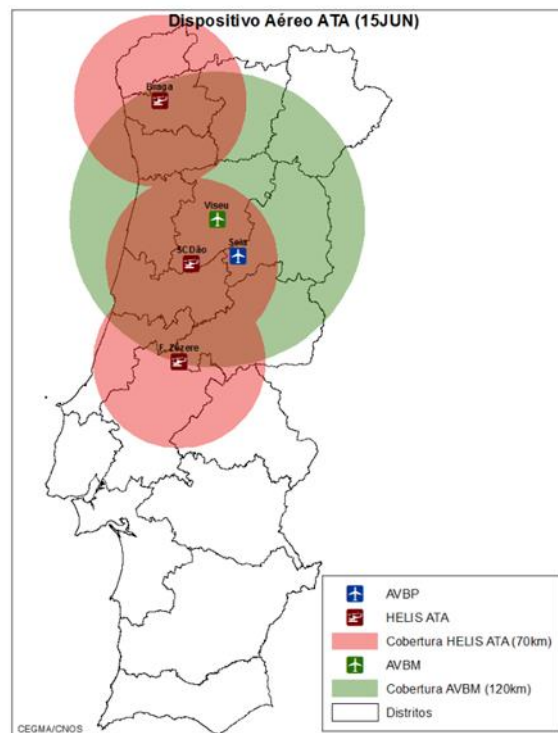 Dispositivo Aéreo ATA (15JUN)
Braga
Viseu
SCDão
Seia
F. Zêzere
AVBP
HELIS ATA
Cobertura HELIS ATA (70km)
AVBM
Cobertura AVBM (120km)
Distritos
CEGMA/CNOS